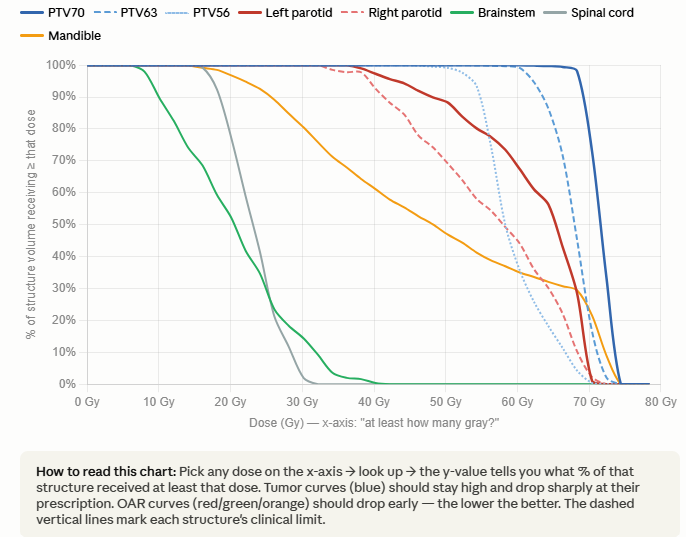 PTV70 PTV63 PTV56 Left parotid Right parotid Brainstem Spinal cord
Mandible
% of structure volume receiving ≥ that dose
100%
90%
80%
70%
60%
50%
40%
30%
20%
10%
0%
0 Gy 10 Gy 20 Gy 30 Gy 40 Gy 50 Gy 60 Gy 70 Gy 80 Gy
Dose (Gy) — x-axis: "at least how many gray?"
How to read this chart: Pick any dose on the x-axis → look up → the y-value tells you what % of that
structure received at least that dose. Tumor curves (blue) should stay high and drop sharply at their
prescription. OAR curves (red/green/orange) should drop early — the lower the better. The dashed
vertical lines mark each structure's clinical limit.